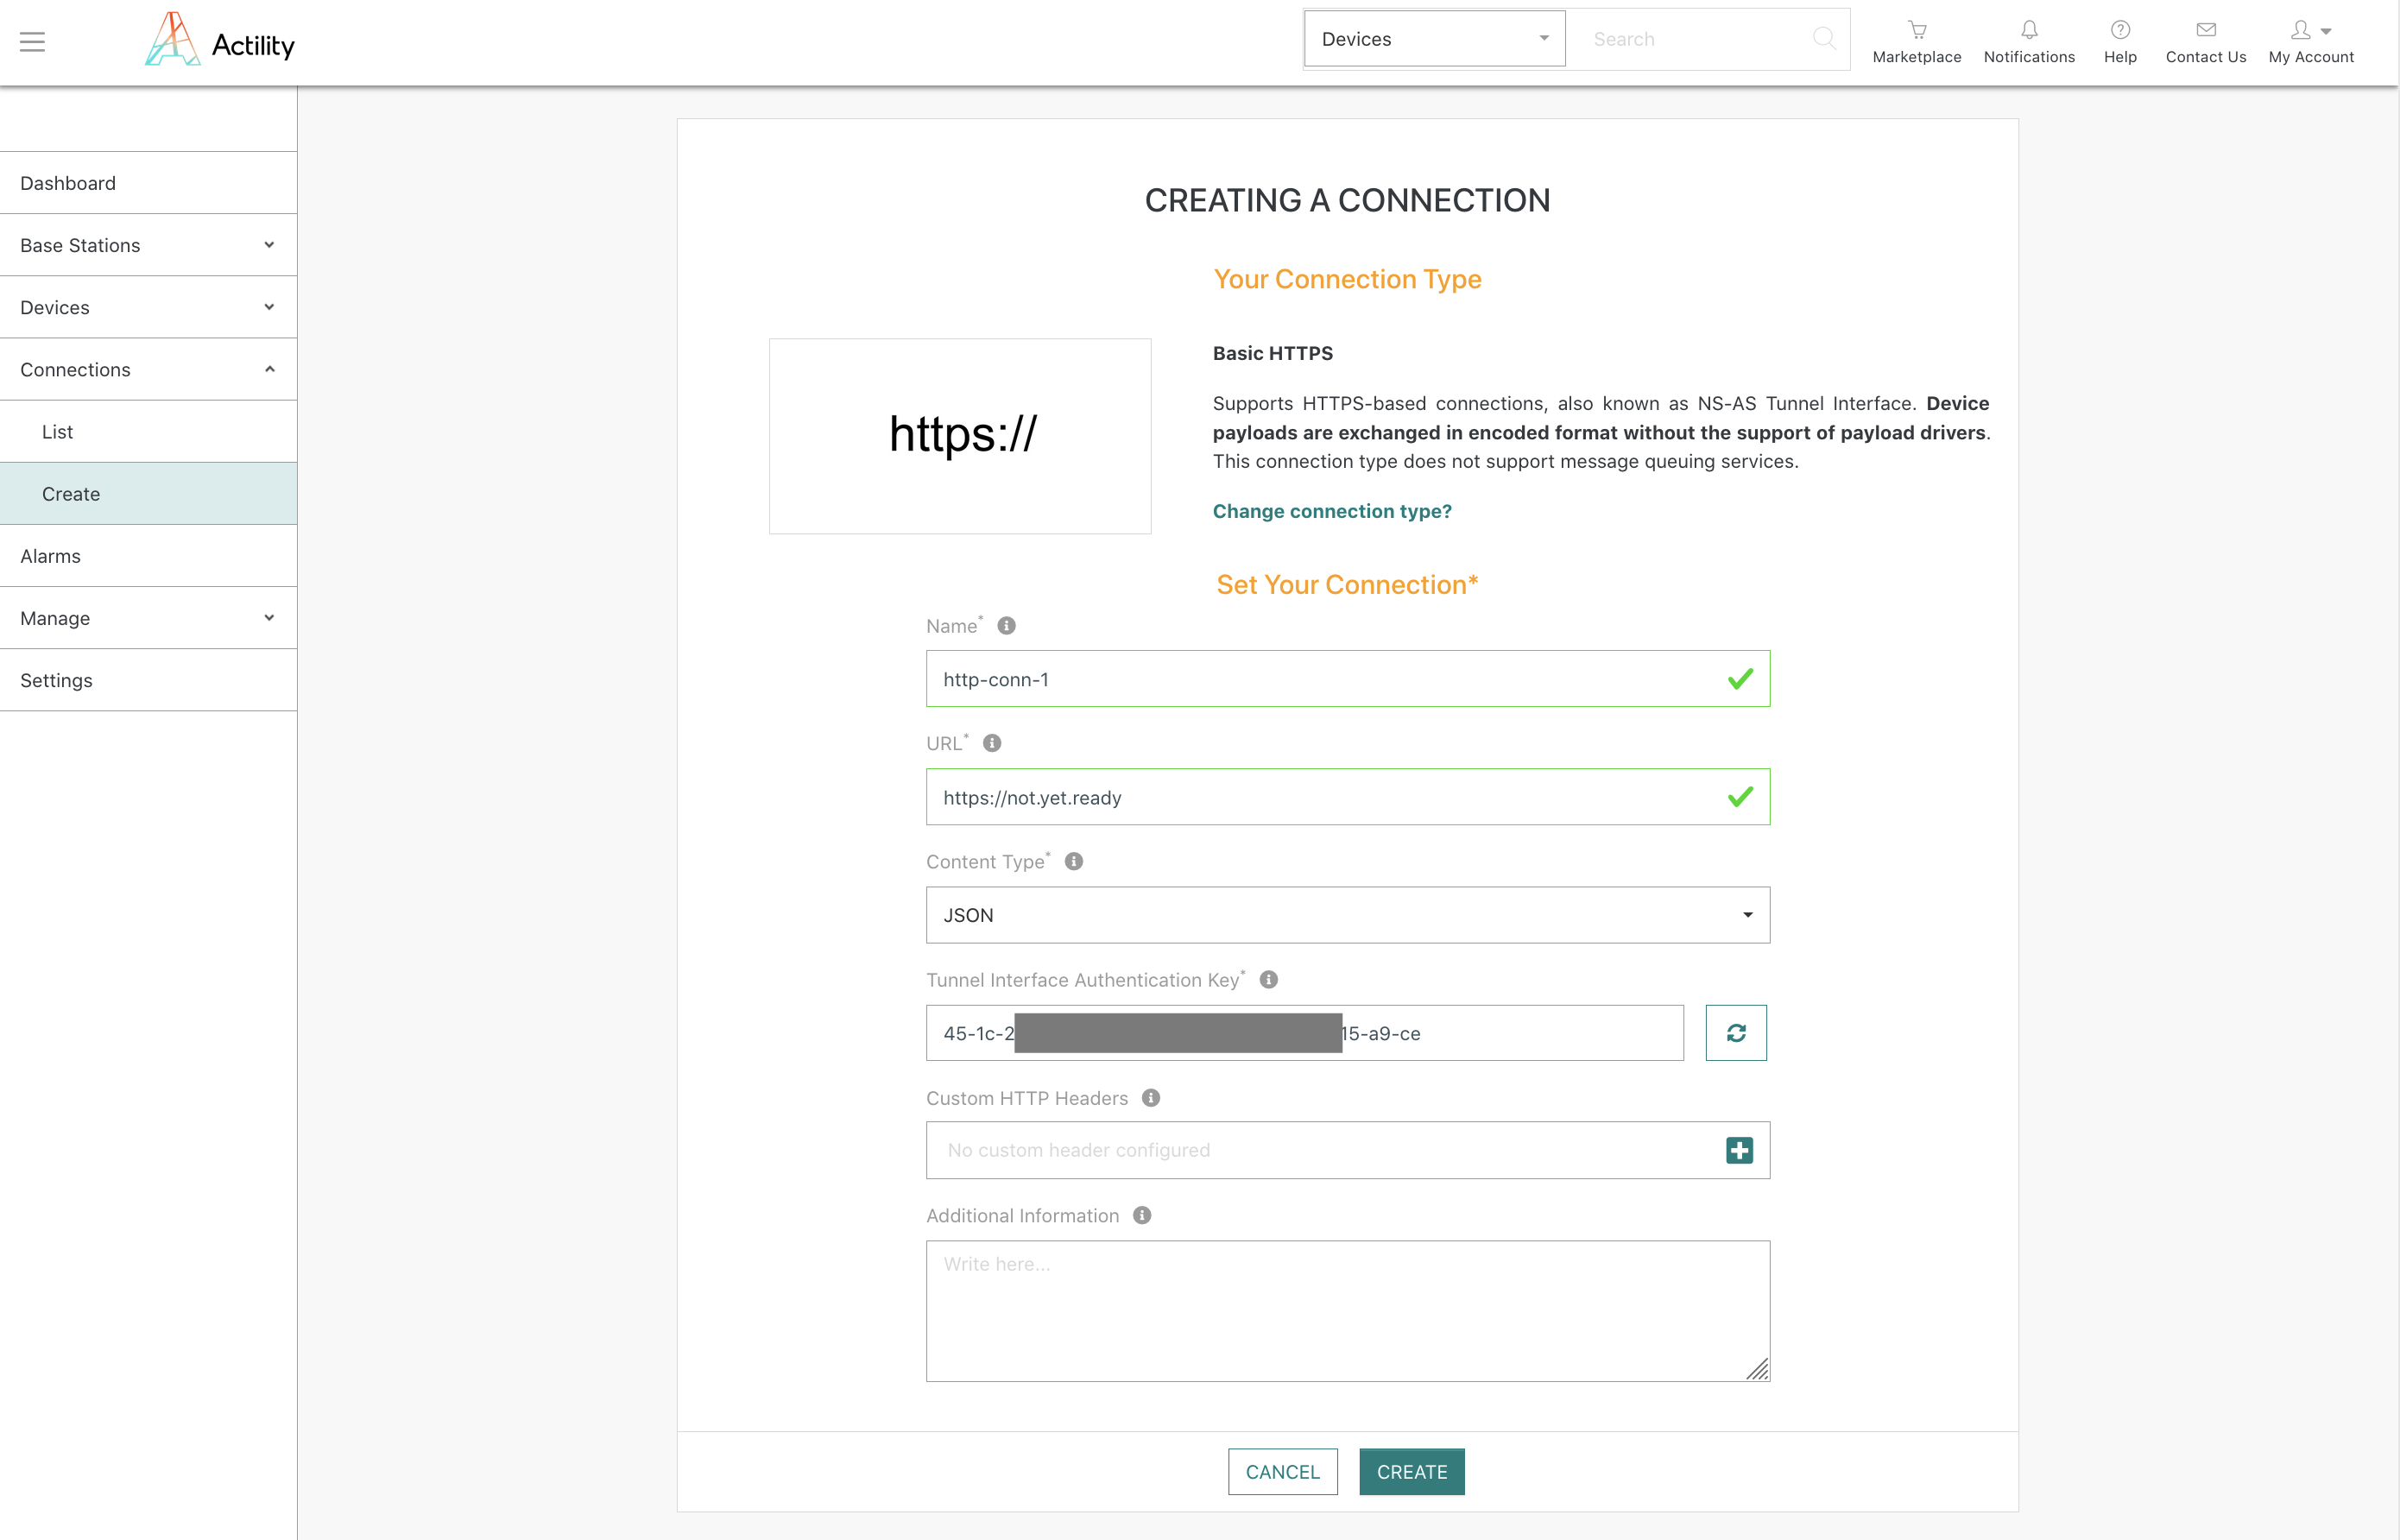 Actility
Devices
Search
Marketplace
Notifications
Help
Contact Us
My Account
Dashboard
Base Stations
Devices
Connections
List
Create
Alarms
Manage
Settings
CREATING A CONNECTION
Your Connection Type
https://
Basic HTTPS
Supports HTTPS-based connections, also known as NS-AS Tunnel Interface. Device
payloads are exchanged in encoded format without the support of payload drivers.
This connection type does not support message queuing services.
Change connection type?
Set Your Connection*
Name*
http-conn-1
URL*
https://not.yet.ready
Content Type*
JSON
Tunnel Interface Authentication Key*
45-1c-2 15-a9-ce
Custom HTTP Headers
No custom header configured
Additional Information
Write here...
CANCEL
CREATE